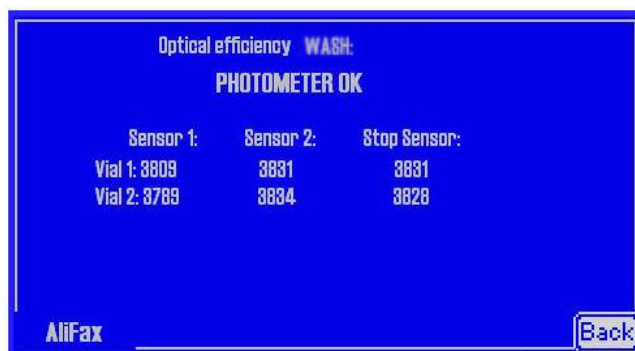 Optical efficiency WASH:
PHOTOMETER OK
Sensor 1: Sensor 2: Stop Sensor:
Vial 1: 3809 3831 3831
Vial 2: 3789 3834 3828
AliFax Back